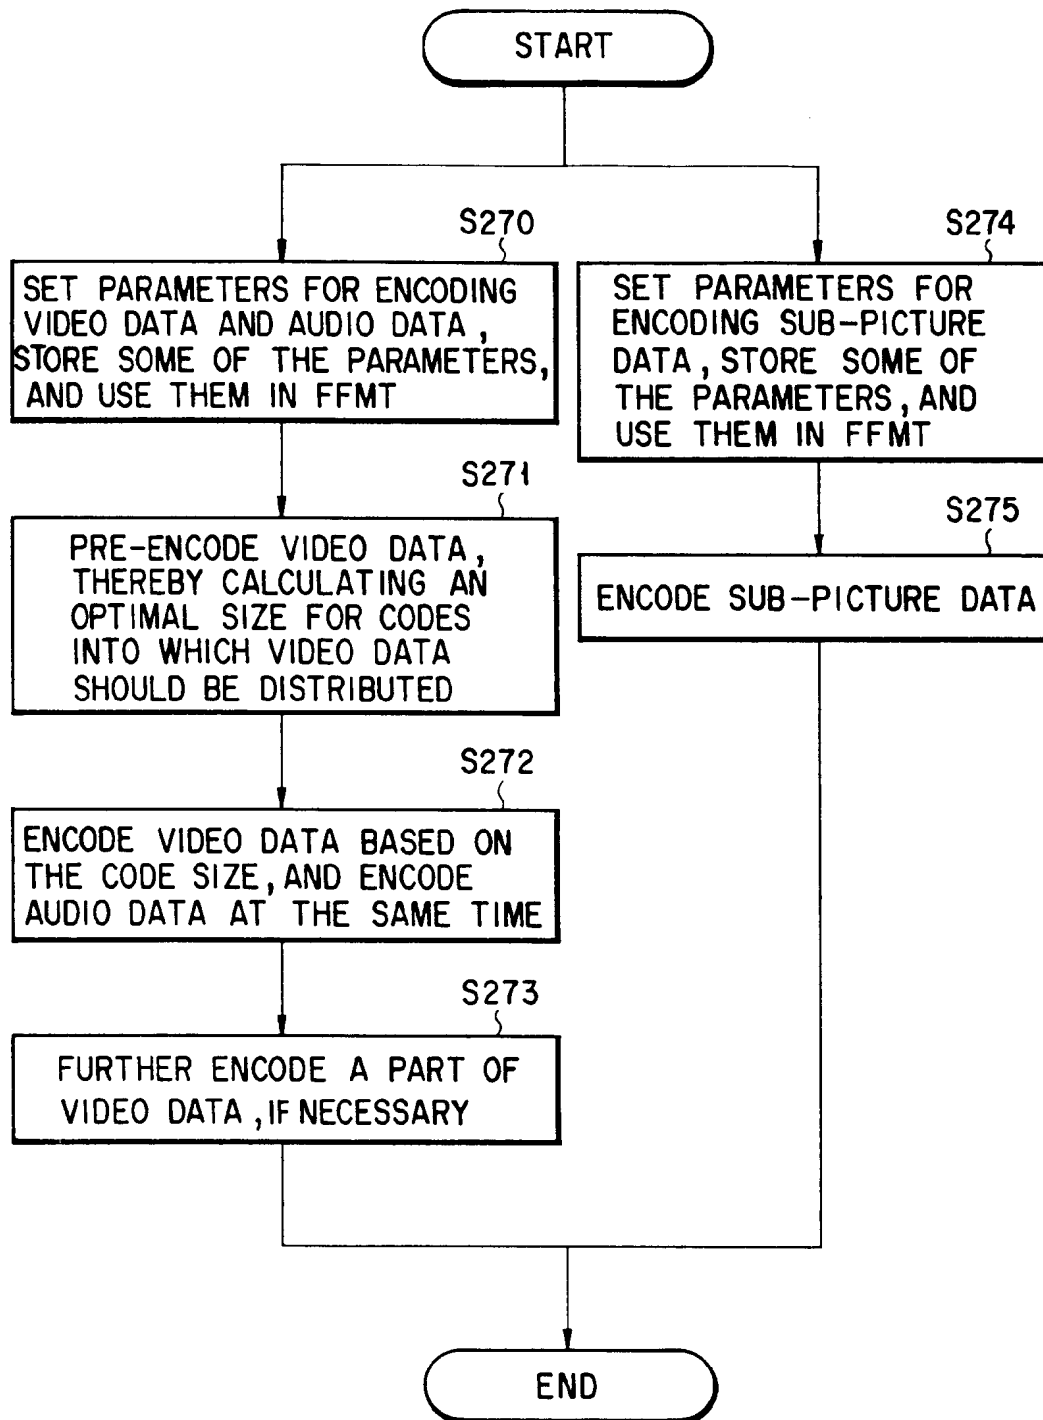 START
S270
SET PARAMETERS FOR ENCODING
VIDEO DATA AND AUDIO DATA,
STORE SOME OF THE PARAMETERS,
AND USE THEM IN FFMT
S271
PRE-ENCODE VIDEO DATA,
THEREBY CALCULATING AN
OPTIMAL SIZE FOR CODES
INTO WHICH VIDEO DATA
SHOULD BE DISTRIBUTED
S272
ENCODE VIDEO DATA BASED ON
THE CODE SIZE, AND ENCODE
AUDIO DATA AT THE SAME TIME
S273
FURTHER ENCODE A PART OF
VIDEO DATA, IF NECESSARY
S274
SET PARAMETERS FOR
ENCODING SUB-PICTURE
DATA, STORE SOME OF
THE PARAMETERS, AND
USE THEM IN FFMT
S275
ENCODE SUB-PICTURE DATA
END